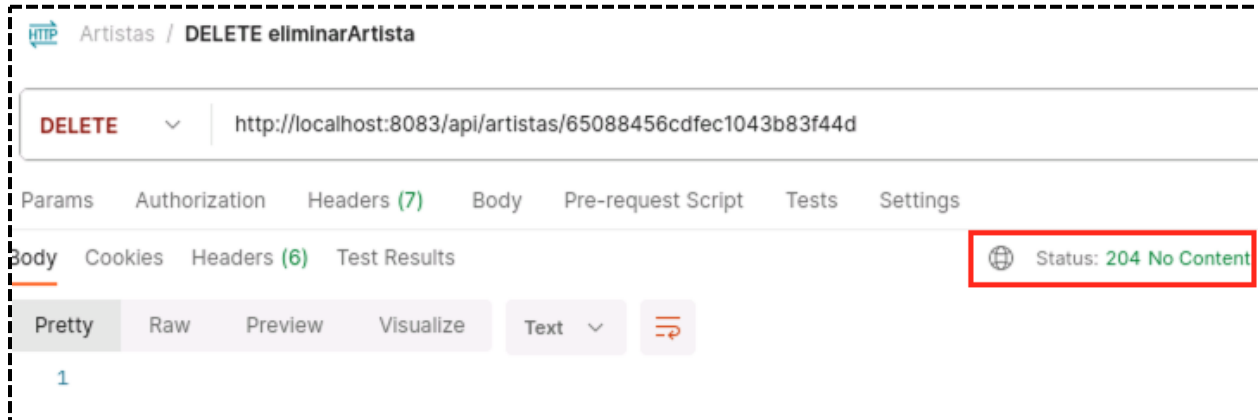 HTTP Artistas / DELETE eliminarArtista
DELETE http://localhost:8083/api/artistas/65088456cdfec1043b83f44d
Params Authorization Headers (7) Body Pre-request Script Tests Settings
Body Cookies Headers (6) Test Results Status: 204 No Content
Pretty Raw Preview Visualize Text
1